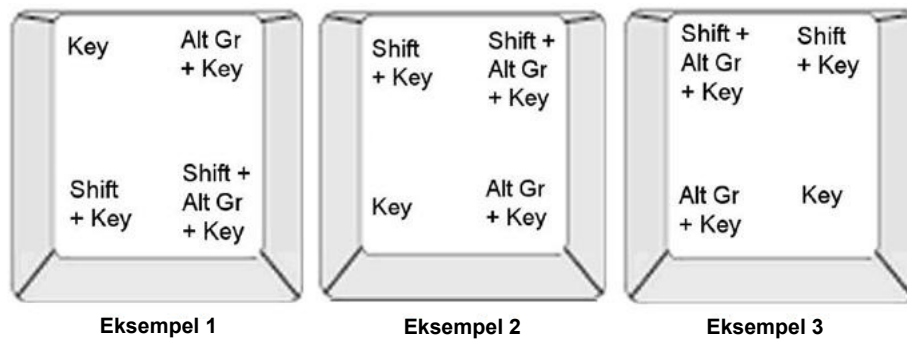 Key
Alt Gr
+ Key
Shift
+ Key
Shift +
Alt Gr
+ Key
Eksempel 1
Shift
+ Key
Shift +
Alt Gr
+ Key
Key
Alt Gr
+ Key
Eksempel 2
Shift +
Alt Gr
+ Key
Shift
+ Key
Alt Gr
+ Key
Key
Eksempel 3